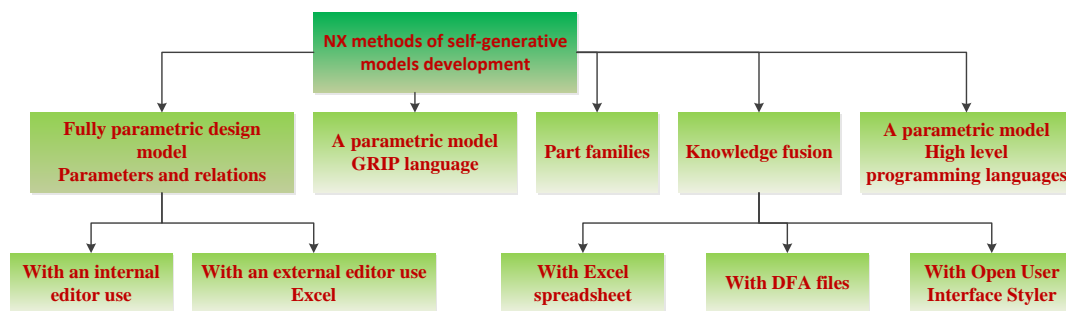 NX methods of self-generative
models development
Fully parametric design
model
Parameters and relations
A parametric model
GRIP language
Part families
Knowledge fusion
A parametric model
High level
programming languages
With an internal
editor use
With an external editor use
Excel
With Excel
spreadsheet
With DFA files
With Open User
Interface Styler